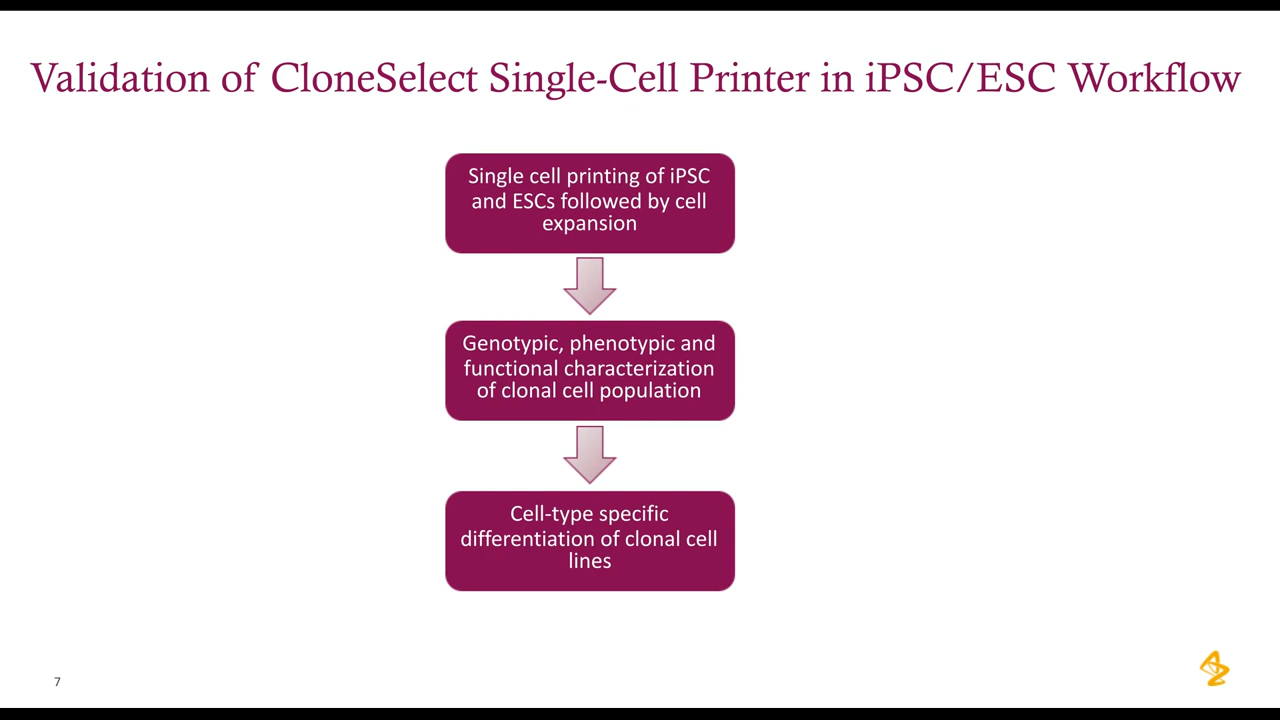 Validation of CloneSelect Single-Cell Printer in iPSC/ESC Workflow
Single cell printing of iPSC
and ESCs followed by cell
expansion
Genotypic, phenotypic and
functional characterization
of clonal cell population
Cell-type specific
differentiation of clonal cell
lines
7